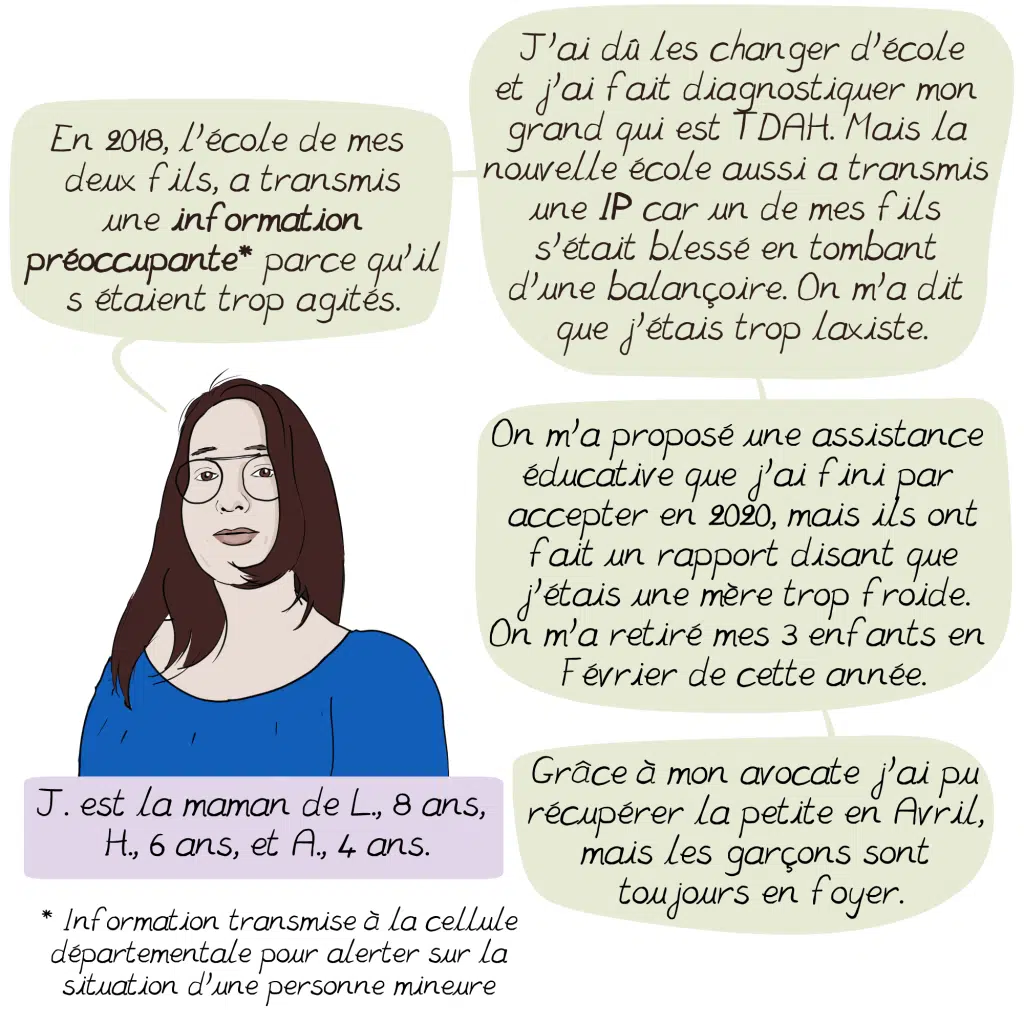 En 2018, l'école de mes
deux fils, a transmis
une information
préoccupante* parce qu'il
s étaient trop agités.
J'ai dû les changer d'école
et j'ai fait diagnostiquer mon
grand qui est TDAH. Mais la
nouvelle école aussi a transmis
une IP car un de mes fils
s'était blessé en tombant
d'une balançoire. On m'a dit
que j'étais trop laxiste.
On m'a proposé une assistance
éducative que j'ai fini par
accepter en 2020, mais ils ont
fait un rapport disant que
j'étais une mère trop froide.
On m'a retiré mes 3 enfants en
Février de cette année.
Grâce à mon avocate j'ai pu
récupérer la petite en Avril,
mais les garçons sont
toujours en foyer.
J. est la maman de L., 8 ans,
H., 6 ans, et A., 4 ans.
* Information transmise à la cellule
départementale pour alerter sur la
situation d'une personne mineure